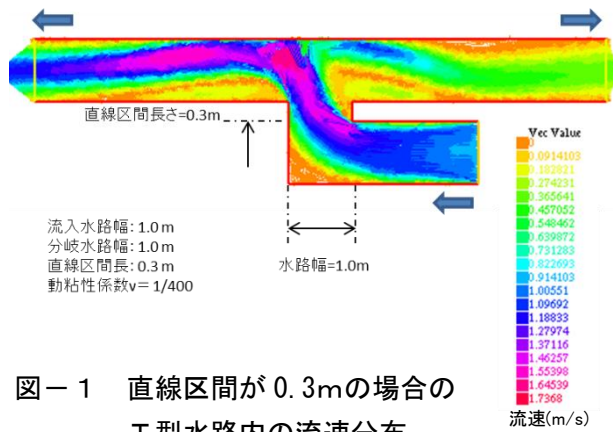 直線区間長さ=0.3m
流入水路幅: 1.0m
分岐水路幅: 1.0m
直線区間長: 0.3m
動粘性係数ν= 1/400
水路幅=1.0m
Vec Value
0
0.0914103
0.182821
0.274231
0.365641
0.457052
0.548462
0.639872
0.731283
0.822693
0.914103
1.00551
1.09692
1.18833
1.27974
1.37116
1.46257
1.55398
1.64539
1.7368
流速(m/s)
図－1 直線区間が0.3mの場合の